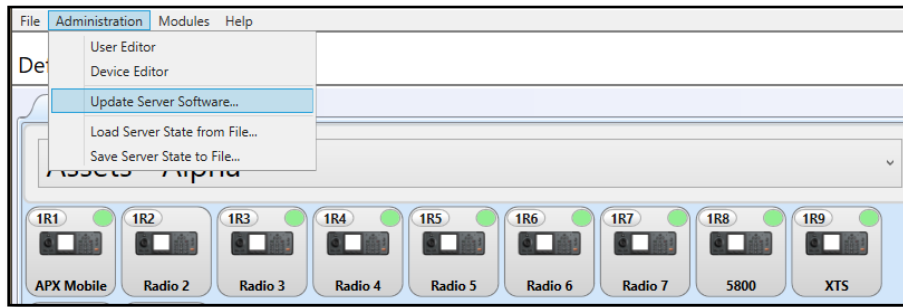 File Administration Modules Help
User Editor
Device Editor
Update Server Software...
Load Server State from File...
Save Server State to File...
1R1 1R2 1R3 1R4 1R5 1R6 1R7 1R8 1R9
APX Mobile Radio 2 Radio 3 Radio 4 Radio 5 Radio 6 Radio 7 5800 XTS